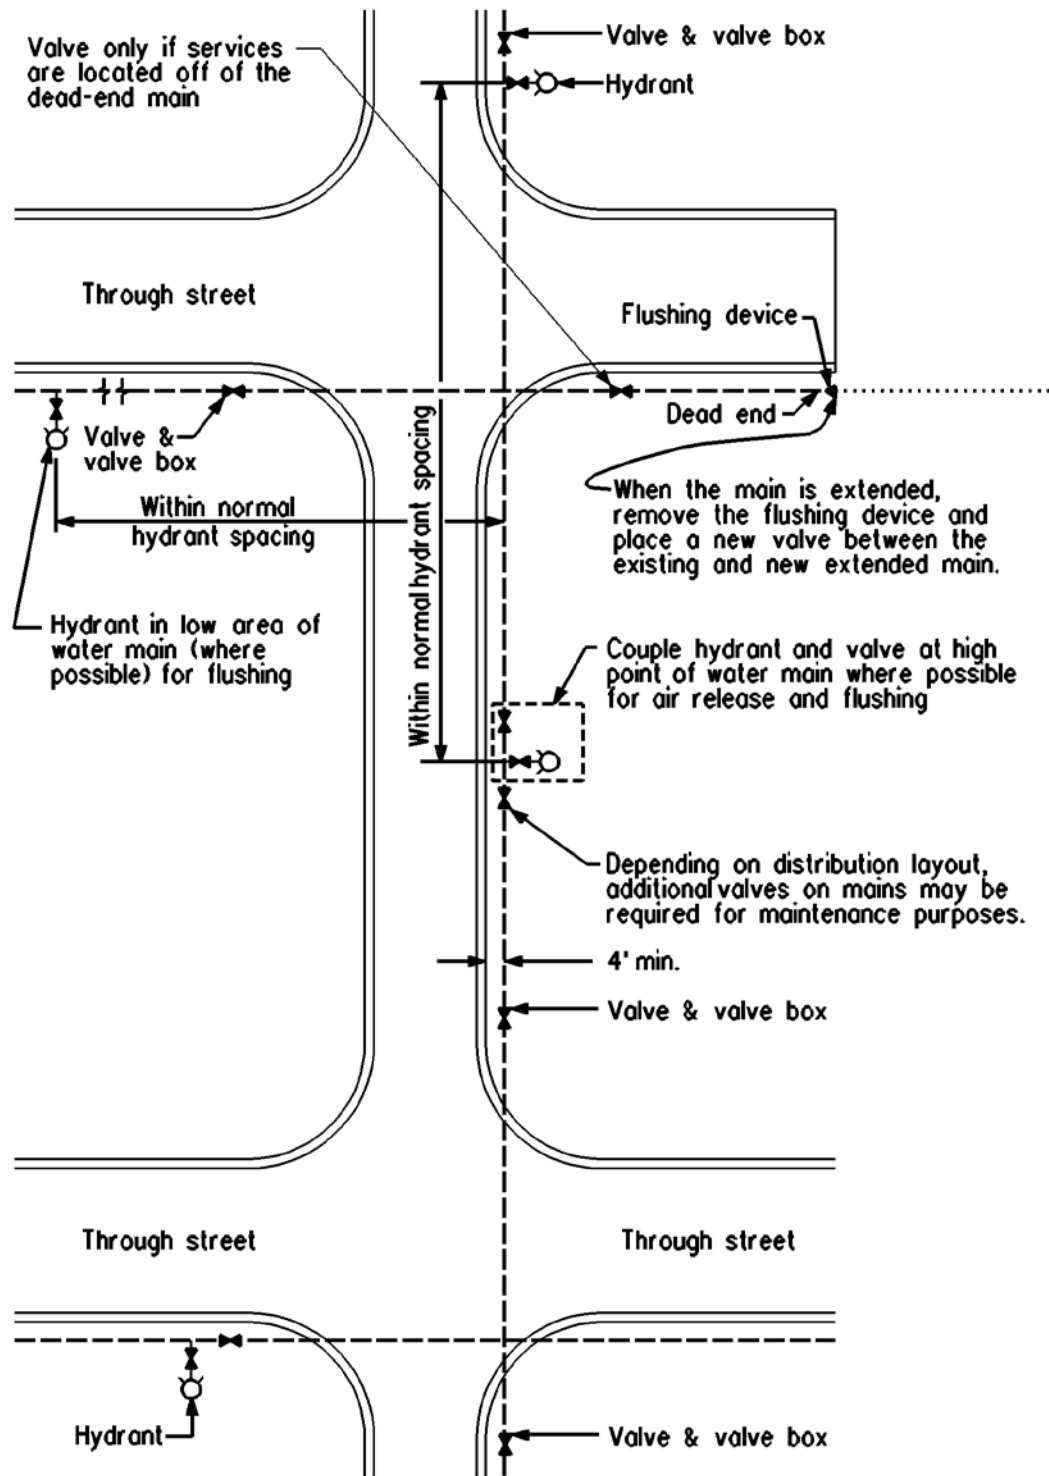 Valve only if services
are located off of the
dead-end main
Valve & valve box
Hydrant
Through street
Flushing device
Dead end
Valve &
valve box
Within normal
hydrant spacing
Within normal hydrant spacing
When the main is extended,
remove the flushing device and
place a new valve between the
existing and new extended main.
Hydrant in low area of
water main (where
possible) for flushing
Couple hydrant and valve at high
point of water main where possible
for air release and flushing
Depending on distribution layout,
additional valves on mains may be
required for maintenance purposes.
4' min.
Valve & valve box
Through street
Through street
Hydrant
Valve & valve box